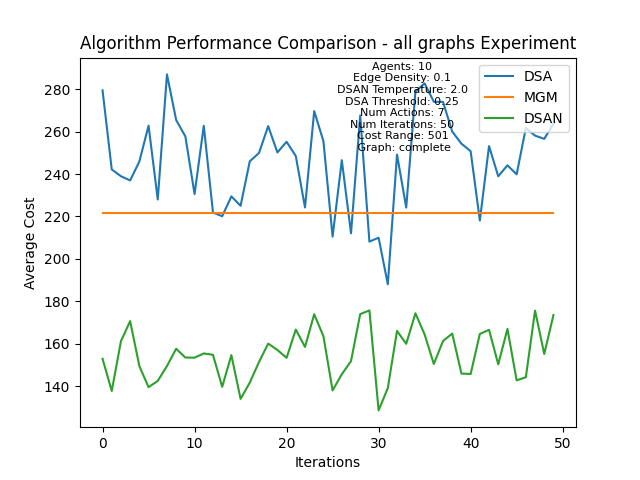 Algorithm Performance Comparison - all graphs Experiment
Agents: 10
Edge Density: 0.1
DSAN Temperature: 2.0
DSA Threshold: 0.25
Num Actions: 7
Num Iterations: 50
Cost Range: 501
Graph: complete
DSA
MGM
DSAN
Average Cost
280
260
240
220
200
180
160
140
0
10
20
30
40
50
Iterations